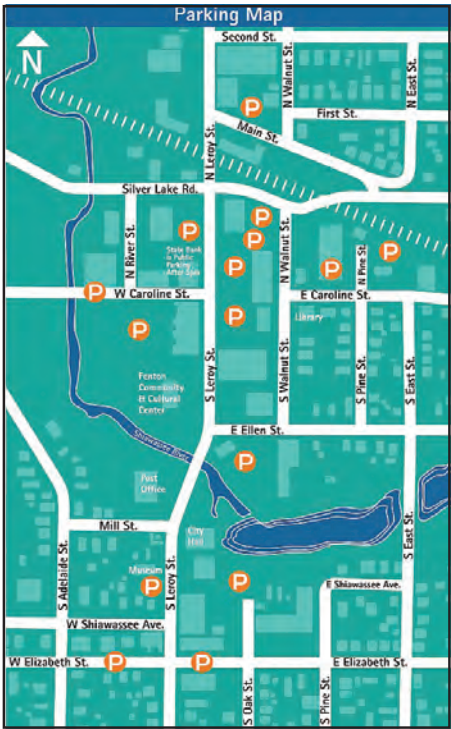 Parking Map
N
Second St.
N Walnut St.
N East St.
P
First St.
Main St.
N Leroy St.
Silver Lake Rd.
N River St.
P
State Bank
is Public
Parking
After 5pm
P
P
P
P
N Walnut St.
P
N Pine St.
P
P
W Caroline St.
E Caroline St.
P
Library
Fenton
Community
& Cultural
Center
S Leroy St.
S Walnut St.
S Pine St.
S East St.
E Ellen St.
Shiawassee River
P
Post
Office
Mill St.
City
Hall
S Adelaide St.
S Leroy St.
S East St.
Museum
P
P
E Shiawassee Ave.
W Shiawassee Ave.
W Elizabeth St.
P
P
E Elizabeth St.
S Oak St.
S Pine St.